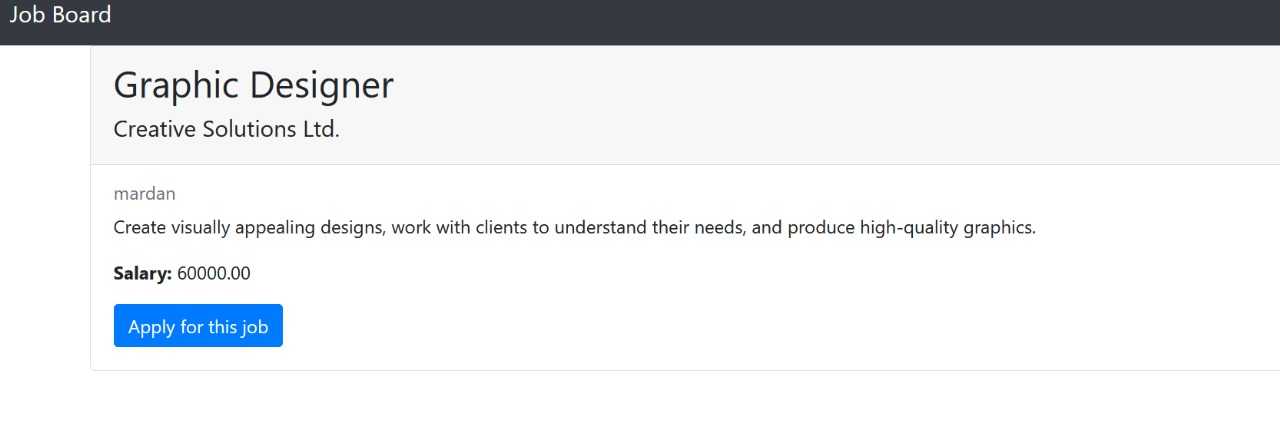 Job Board
Graphic Designer
Creative Solutions Ltd.
mardan
Create visually appealing designs, work with clients to understand their needs, and produce high-quality graphics.
Salary: 60000.00
Apply for this job